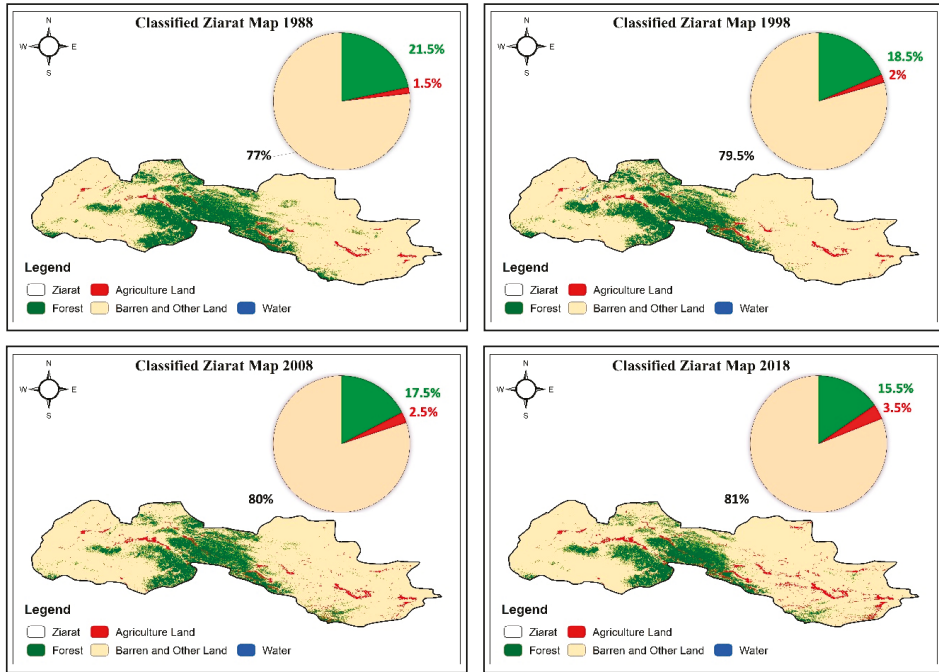 Classified Ziarat Map 1988
N
W E
S
21.5%
1.5%
77%
Legend
Ziarat Agriculture Land
Forest Barren and Other Land Water
Classified Ziarat Map 1998
N
W E
S
18.5%
2%
79.5%
Legend
Ziarat Agriculture Land
Forest Barren and Other Land Water
Classified Ziarat Map 2008
N
W E
S
17.5%
2.5%
80%
Legend
Ziarat Agriculture Land
Forest Barren and Other Land Water
Classified Ziarat Map 2018
N
W E
S
15.5%
3.5%
81%
Legend
Ziarat Agriculture Land
Forest Barren and Other Land Water